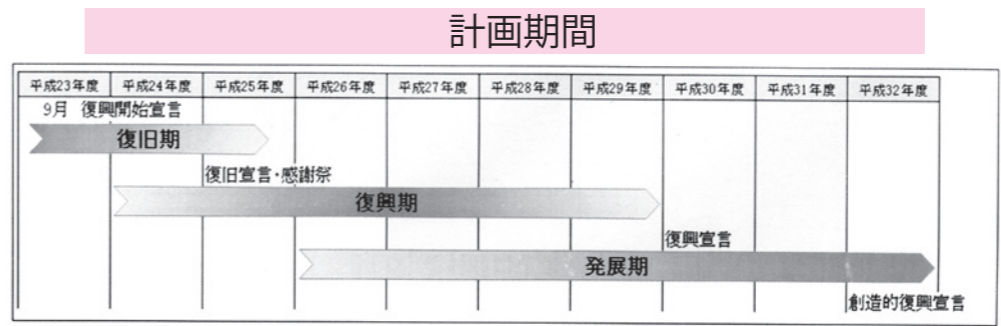 計画期間
平成23年度 平成24年度 平成25年度 平成26年度 平成27年度 平成28年度 平成29年度 平成30年度 平成31年度 平成32年度
9月 復興開始宣言
復旧期
復旧宣言・感謝祭
復興期
復興宣言
発展期
創造的復興宣言